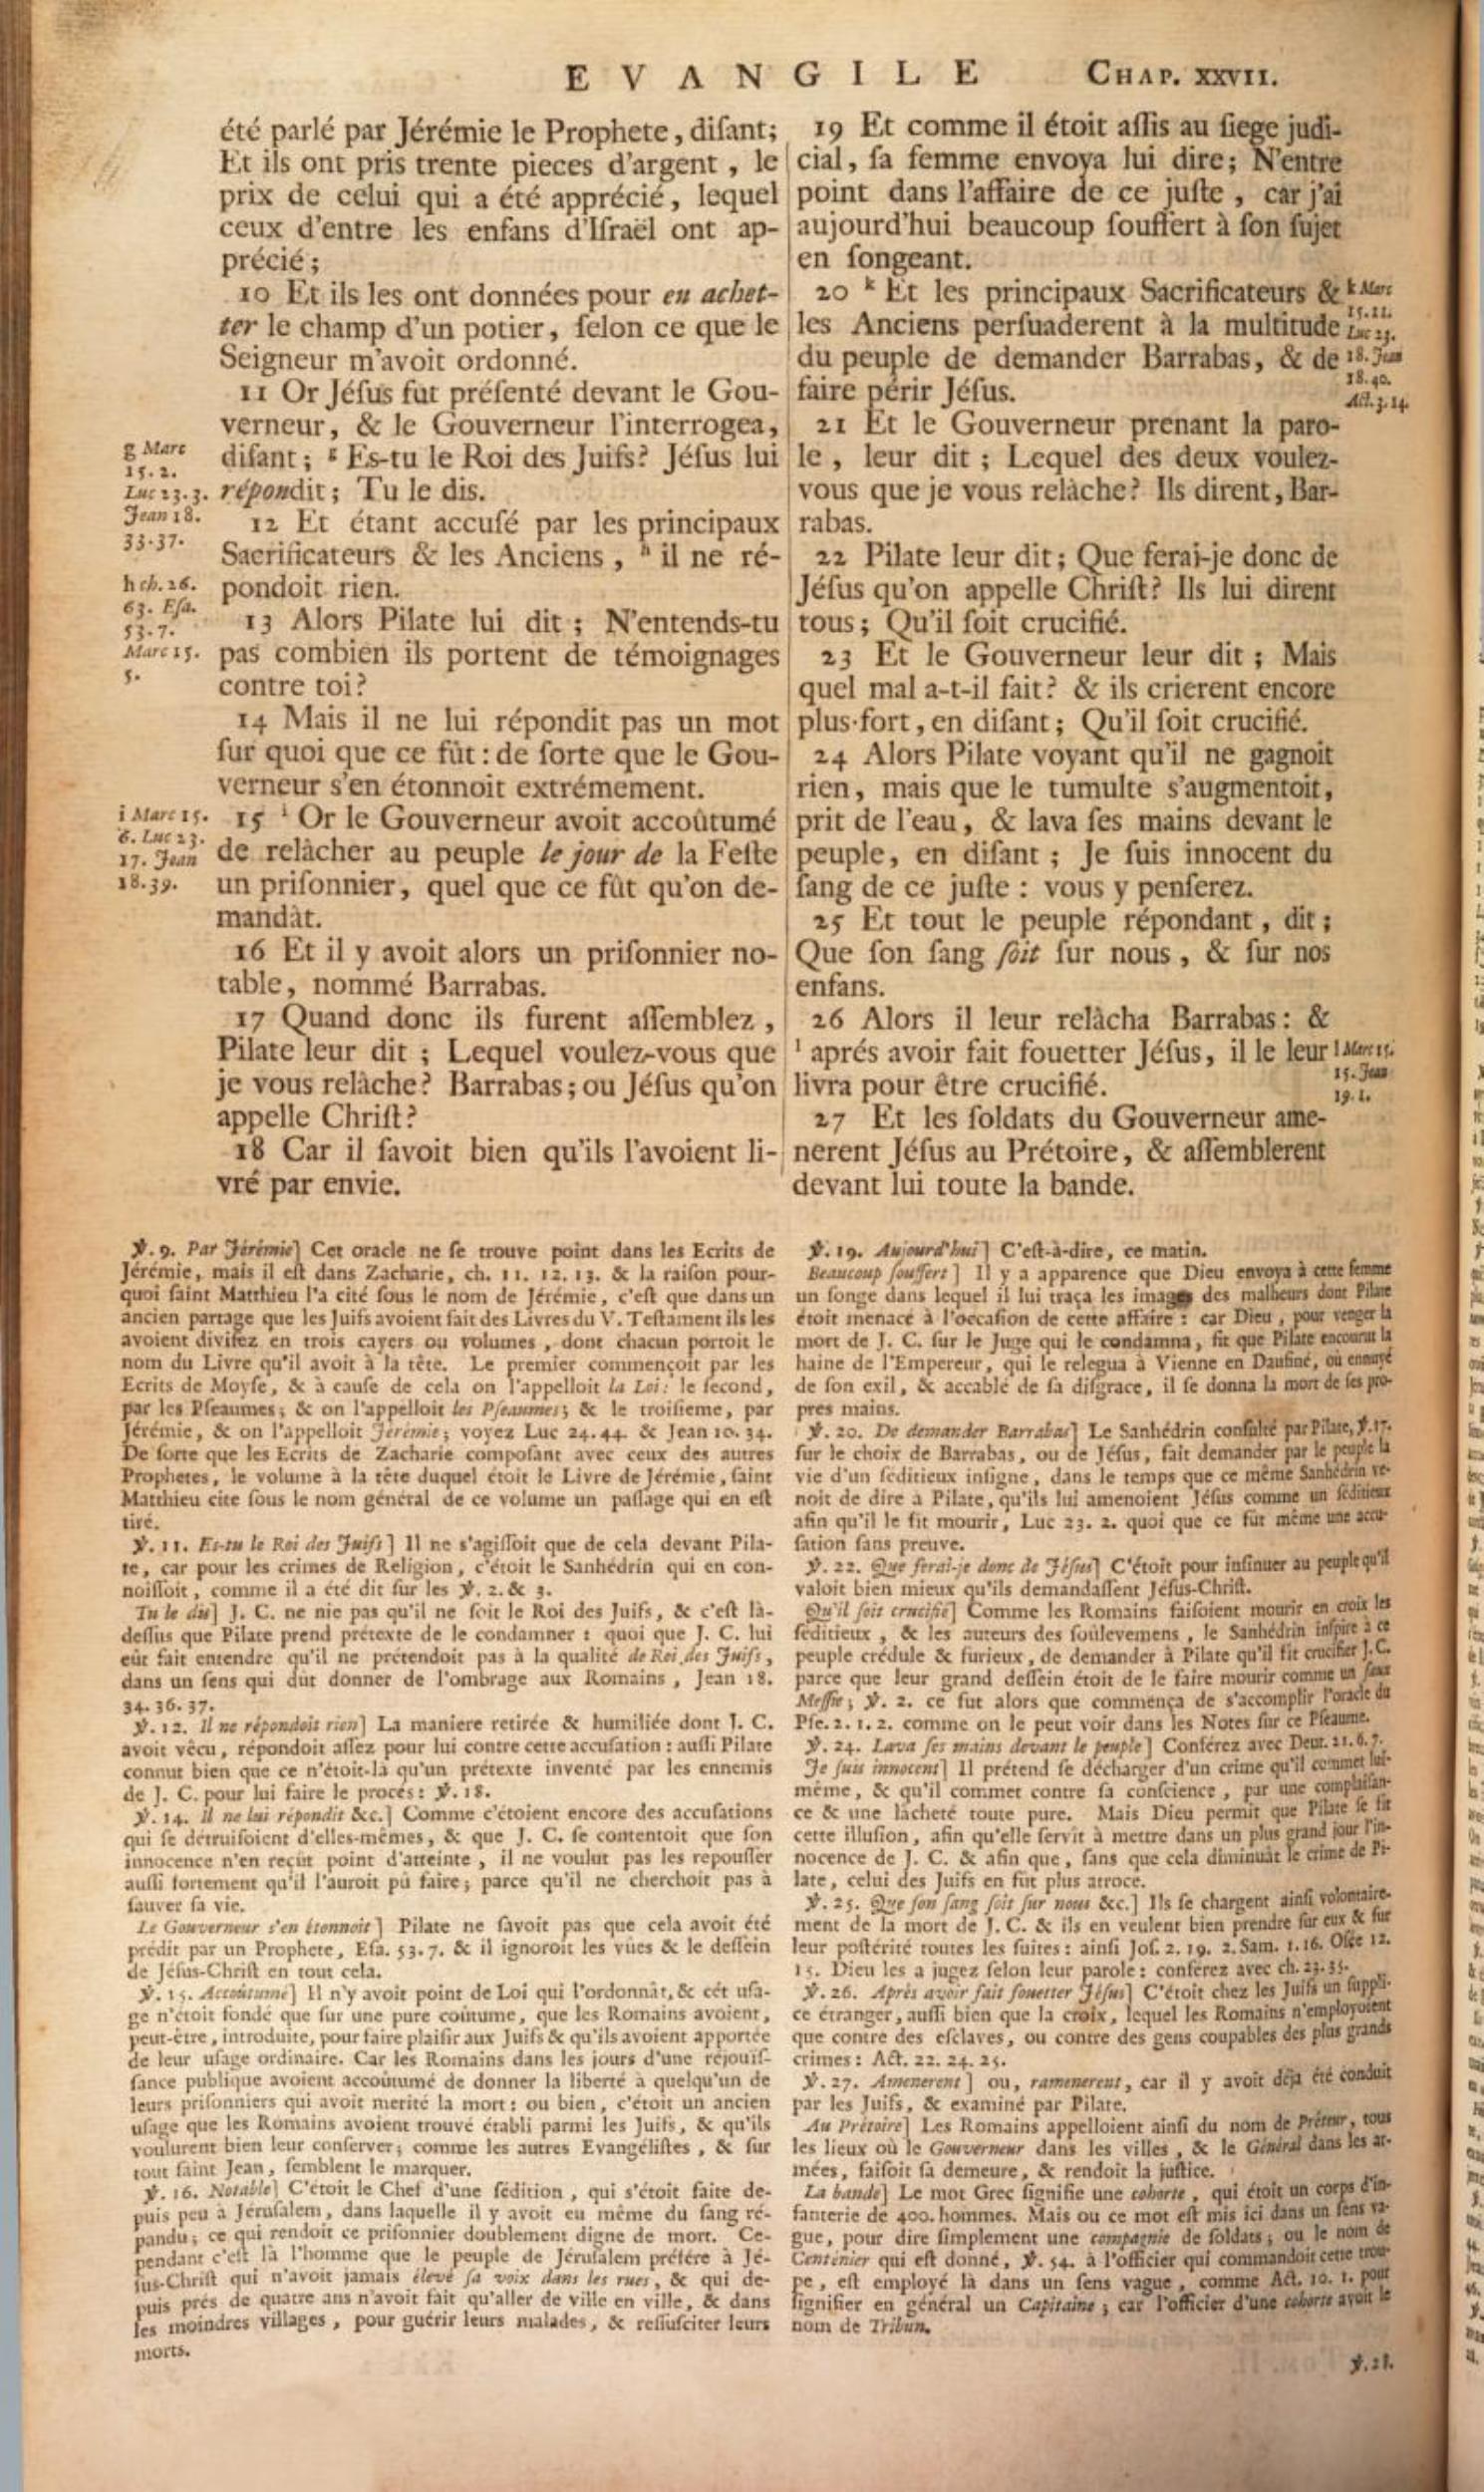 EVANGILE CHAP. XXVII.
été parlé par Jérémie le Prophete, diſant;
Et ils ont pris trente pieces d'argent, le
prix de celui qui a été apprécié, lequel
ceux d'entre les enfans d'Iſraël ont ap-
précié;
10 Et ils les ont données pour en achet-
ter le champ d'un potier, ſelon ce que le
Seigneur m'avoit ordonné.
11 Or Jéſus fut préſenté devant le Gou-
verneur, & le Gouverneur l'interrogea,
diſant; g Es-tu le Roi des Juifs? Jéſus lui
répondit; Tu le dis.
12 Et étant accuſé par les principaux
Sacrificateurs & les Anciens, h il ne ré-
pondoit rien.
13 Alors Pilate lui dit; N'entends-tu
pas combien ils portent de témoignages
contre toi?
14 Mais il ne lui répondit pas un mot
ſur quoi que ce fût: de ſorte que le Gou-
verneur s'en étonnoit extrémement.
15 i Or le Gouverneur avoit accoûtumé
de relâcher au peuple le jour de la Feſte
un priſonnier, quel que ce fût qu'on de-
mandât.
16 Et il y avoit alors un priſonnier no-
table, nommé Barrabas.
17 Quand donc ils furent aſſemblez,
Pilate leur dit; Lequel voulez-vous que
je vous relâche? Barrabas; ou Jéſus qu'on
appelle Chriſt?
18 Car il ſavoit bien qu'ils l'avoient li-
vré par envie.
g Marc
15.2.
Luc 23.3.
Jean 18.
33.37.
h ch. 26.
63. Eſa.
53.7.
Marc 15.
5.
i Marc 15.
6. Luc 23.
17. Jean
18.39.
19 Et comme il étoit aſſis au ſiege judi-
cial, ſa femme envoya lui dire; N'entre
point dans l'affaire de ce juſte, car j'ai
aujourd'hui beaucoup ſouffert à ſon ſujet
en ſongeant.
20 k Et les principaux Sacrificateurs &
les Anciens perſuaderent à la multitude
du peuple de demander Barrabas, & de
faire périr Jéſus.
21 Et le Gouverneur prenant la paro-
le, leur dit; Lequel des deux voulez-
vous que je vous relâche? Ils dirent, Bar-
rabas.
22 Pilate leur dit; Que ferai-je donc de
Jéſus qu'on appelle Chriſt? Ils lui dirent
tous; Qu'il ſoit crucifié.
23 Et le Gouverneur leur dit; Mais
quel mal a-t-il fait? & ils crierent encore
plus fort, en diſant; Qu'il ſoit crucifié.
24 Alors Pilate voyant qu'il ne gagnoit
rien, mais que le tumulte s'augmentoit,
prit de l'eau, & lava ſes mains devant le
peuple, en diſant; Je ſuis innocent du
ſang de ce juſte: vous y penſerez.
25 Et tout le peuple répondant, dit;
Que ſon ſang ſoit ſur nous, & ſur nos
enfans.
26 Alors il leur relâcha Barrabas: &
l aprés avoir fait fouetter Jéſus, il le leur
livra pour être crucifié.
27 Et les ſoldats du Gouverneur ame-
nerent Jéſus au Prétoire, & aſſemblerent
devant lui toute la bande.
k Marc
15.11.
Luc 23.
18. Jean
18.40.
Act. 3.14.
l Marc 15.
15. Jean
19.1.
℣. 9. Par Jérémie] Cet oracle ne ſe trouve point dans les Ecrits de
Jérémie, mais il eſt dans Zacharie, ch. 11. 12. 13. & la raiſon pour-
quoi ſaint Matthieu l'a cité ſous le nom de Jérémie, c'eſt que dans un
ancien partage que les Juifs avoient fait des Livres du V. Teſtament ils les
avoient diviſez en trois cayers ou volumes, dont chacun portoit le
nom du Livre qu'il avoit à la tête. Le premier commençoit par les
Ecrits de Moyſe, & à cauſe de cela on l'appelloit la Loi: le ſecond,
par les Pſeaumes; & on l'appelloit les Pſeaumes; & le troiſieme, par
Jérémie, & on l'appelloit Jérémie; voyez Luc 24. 44. & Jean 10. 34.
De ſorte que les Ecrits de Zacharie compoſant avec ceux des autres
Prophetes, le volume à la tête duquel étoit le Livre de Jérémie, ſaint
Matthieu cite ſous le nom général de ce volume un paſſage qui en eſt
tiré.
℣. 11. Es-tu le Roi des Juifs] Il ne s'agiſſoit que de cela devant Pila-
te, car pour les crimes de Religion, c'étoit le Sanhédrin qui en con-
noiſſoit, comme il a été dit ſur les ℣. 2. & 3.
Tu le dis] J. C. ne nie pas qu'il ne ſoit le Roi des Juifs, & c'eſt là-
deſſus que Pilate prend prétexte de le condamner: quoi que J. C. lui
eût fait entendre qu'il ne prétendoit pas à la qualité de Roi des Juifs,
dans un ſens qui dût donner de l'ombrage aux Romains, Jean 18.
34. 36. 37.
℣. 12. Il ne répondoit rien] La maniere retirée & humiliée dont J. C.
avoit vêcu, répondoit aſſez pour lui contre cette accuſation: auſſi Pilate
connut bien que ce n'étoit-là qu'un prétexte inventé par les ennemis
de J. C. pour lui faire le procés: ℣. 18.
℣. 14. Il ne lui répondit &c.] Comme c'étoient encore des accuſations
qui ſe détruiſoient d'elles-mêmes, & que J. C. ſe contentoit que ſon
innocence n'en reçût point d'atteinte, il ne voulut pas les repouſſer
auſſi fortement qu'il l'auroit pû faire; parce qu'il ne cherchoit pas à
ſauver ſa vie.
Le Gouverneur s'en étonnoit] Pilate ne ſavoit pas que cela avoit été
prédit par un Prophete, Eſa. 53. 7. & il ignoroit les vûes & le deſſein
de Jéſus-Chriſt en tout cela.
℣. 15. Accoûtumé] Il n'y avoit point de Loi qui l'ordonnât, & cét uſa-
ge n'étoit fondé que ſur une pure coûtume, que les Romains avoient,
peut-être, introduite, pour faire plaiſir aux Juifs & qu'ils avoient apportée
de leur uſage ordinaire. Car les Romains dans les jours d'une réjouiſ-
ſance publique avoient accoûtumé de donner la liberté à quelqu'un de
leurs priſonniers qui avoit merité la mort: ou bien, c'étoit un ancien
uſage que les Romains avoient trouvé établi parmi les Juifs, & qu'ils
voulurent bien leur conſerver; comme les autres Evangéliſtes, & ſur
tout ſaint Jean, ſemblent le marquer.
℣. 16. Notable] C'étoit le Chef d'une ſédition, qui s'étoit faite de-
puis peu à Jéruſalem, dans laquelle il y avoit eu même du ſang ré-
pandu; ce qui rendoit ce priſonnier doublement digne de mort. Ce-
pendant c'eſt là l'homme que le peuple de Jéruſalem préfére à Jé-
ſus-Chriſt qui n'avoit jamais élevé ſa voix dans les rues, & qui de-
puis prés de quatre ans n'avoit fait qu'aller de ville en ville, & dans
les moindres villages, pour guérir leurs malades, & reſſuſciter leurs
morts.
℣. 19. Aujourd'hui] C'eſt-à-dire, ce matin.
Beaucoup ſouffert] Il y a apparence que Dieu envoya à cette femme
un ſonge dans lequel il lui traça les images des malheurs dont Pilate
étoit menacé à l'occaſion de cette affaire: car Dieu, pour venger la
mort de J. C. ſur le Juge qui le condamna, fit que Pilate encourut la
haine de l'Empereur, qui le relegua à Vienne en Daufiné, où ennuyé
de ſon exil, & accablé de ſa diſgrace, il ſe donna la mort de ſes pro-
pres mains.
℣. 20. De demander Barrabas] Le Sanhédrin conſulté par Pilate, ℣. 17.
ſur le choix de Barrabas, ou de Jéſus, fait demander par le peuple la
vie d'un ſéditieux inſigne, dans le temps que ce même Sanhédrin ve-
noit de dire à Pilate, qu'ils lui amenoient Jéſus comme un ſéditieux
afin qu'il le fit mourir, Luc 23. 2. quoi que ce fût même une accu-
ſation ſans preuve.
℣. 22. Que ferai-je donc de Jéſus] C'étoit pour inſinuer au peuple qu'il
valoit bien mieux qu'ils demandaſſent Jéſus-Chriſt.
Qu'il ſoit crucifié] Comme les Romains faiſoient mourir en croix les
ſéditieux, & les auteurs des ſoûlevemens, le Sanhédrin inſpire à ce
peuple crédule & furieux, de demander à Pilate qu'il fit crucifier J. C.
parce que leur grand deſſein étoit de le faire mourir comme un faux
Meſſie; ℣. 2. ce fut alors que commença de s'accomplir l'oracle du
Pſe. 2. 1. 2. comme on le peut voir dans les Notes ſur ce Pſeaume.
℣. 24. Lava ſes mains devant le peuple] Conférez avec Deut. 21. 6. 7.
Je ſuis innocent] Il prétend ſe décharger d'un crime qu'il commet lui-
même, & qu'il commet contre ſa conſcience, par une complaiſan-
ce & une lâcheté toute pure. Mais Dieu permit que Pilate ſe fit
cette illuſion, afin qu'elle ſervît à mettre dans un plus grand jour l'in-
nocence de J. C. & afin que, ſans que cela diminuât le crime de Pi-
late, celui des Juifs en fût plus atroce.
℣. 25. Que ſon ſang ſoit ſur nous &c.] Ils ſe chargent ainſi volontaire-
ment de la mort de J. C. & ils en veulent bien prendre ſur eux & ſur
leur poſtérité toutes les ſuites: ainſi Joſ. 2. 19. 2. Sam. 1. 16. Oſée 12.
15. Dieu les a jugez ſelon leur parole: conférez avec ch. 23. 35.
℣. 26. Aprés avoir fait fouetter Jéſus] C'étoit chez les Juifs un ſuppli-
ce étranger, auſſi bien que la croix, lequel les Romains n'employoient
que contre des eſclaves, ou contre des gens coupables des plus grands
crimes: Act. 22. 24. 25.
℣. 27. Amenerent] ou, ramenerent, car il y avoit déja été conduit
par les Juifs, & examiné par Pilate.
Au Prétoire] Les Romains appelloient ainſi du nom de Préteur, tous
les lieux où le Gouverneur dans les villes, & le Général dans les ar-
mées, faiſoit ſa demeure, & rendoit la juſtice.
La bande] Le mot Grec ſignifie une cohorte, qui étoit un corps d'in-
fanterie de 400. hommes. Mais ou ce mot eſt mis ici dans un ſens va-
gue, pour dire ſimplement une compagnie de ſoldats; ou le nom de
Centenier qui eſt donné, ℣. 54. à l'officier qui commandoit cette trou-
pe, eſt employé là dans un ſens vague, comme Act. 10. 1. pour
ſignifier en général un Capitaine; car l'officier d'une cohorte avoit le
nom de Tribun.
℣. 28.